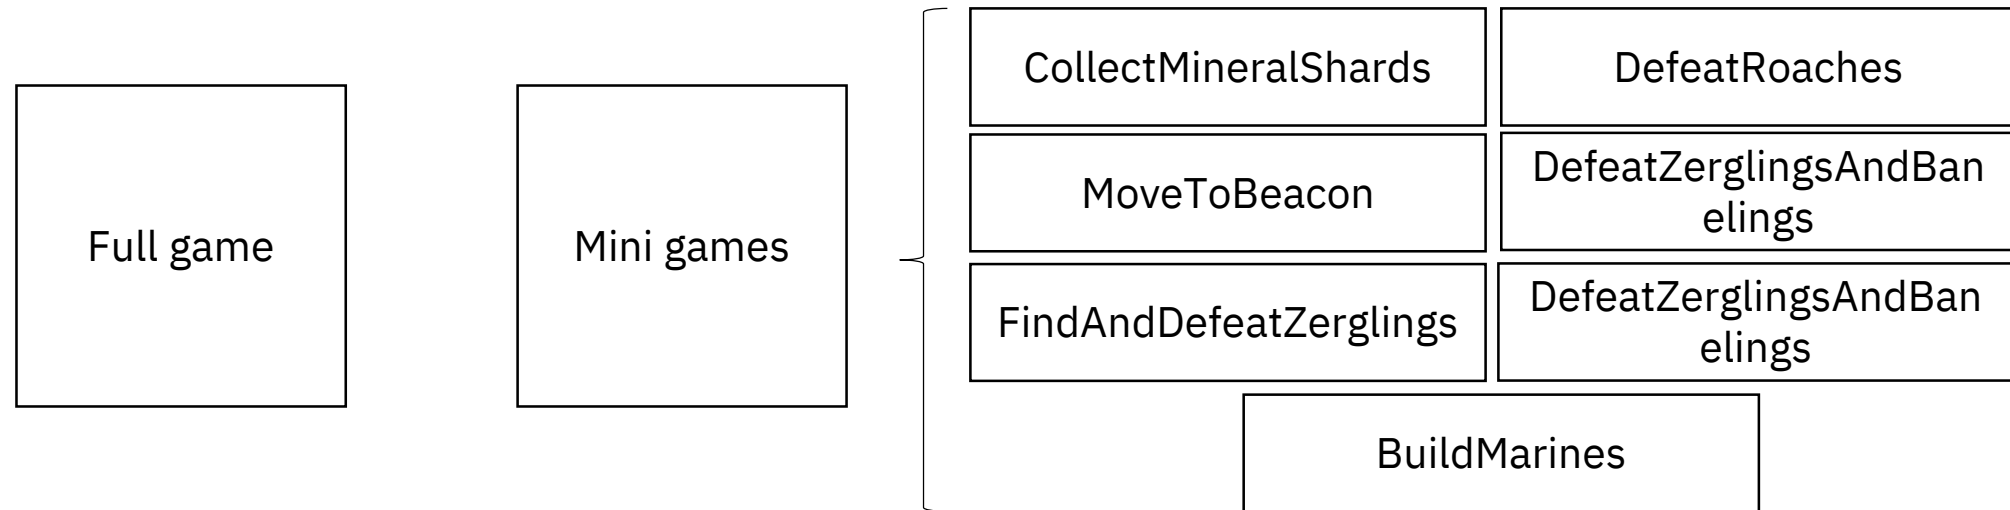 Full game
Mini games
CollectMineralShards
DefeatRoaches
MoveToBeacon
DefeatZerglingsAndBan
elings
FindAndDefeatZerglings
DefeatZerglingsAndBan
elings
BuildMarines